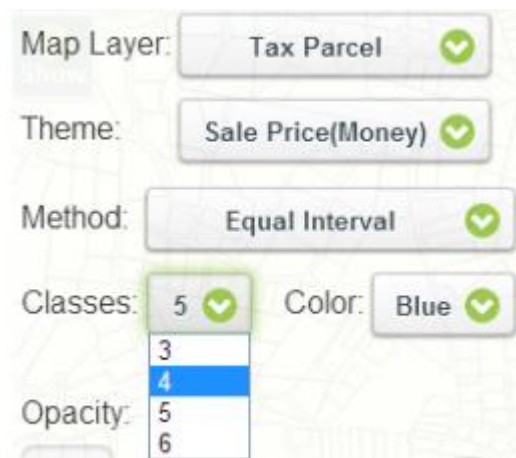 Map Layer: Tax Parcel
Show
Theme: Sale Price(Money)
Method: Equal Interval
Classes: 5 Color: Blue
3
4
Opacity: 5
6